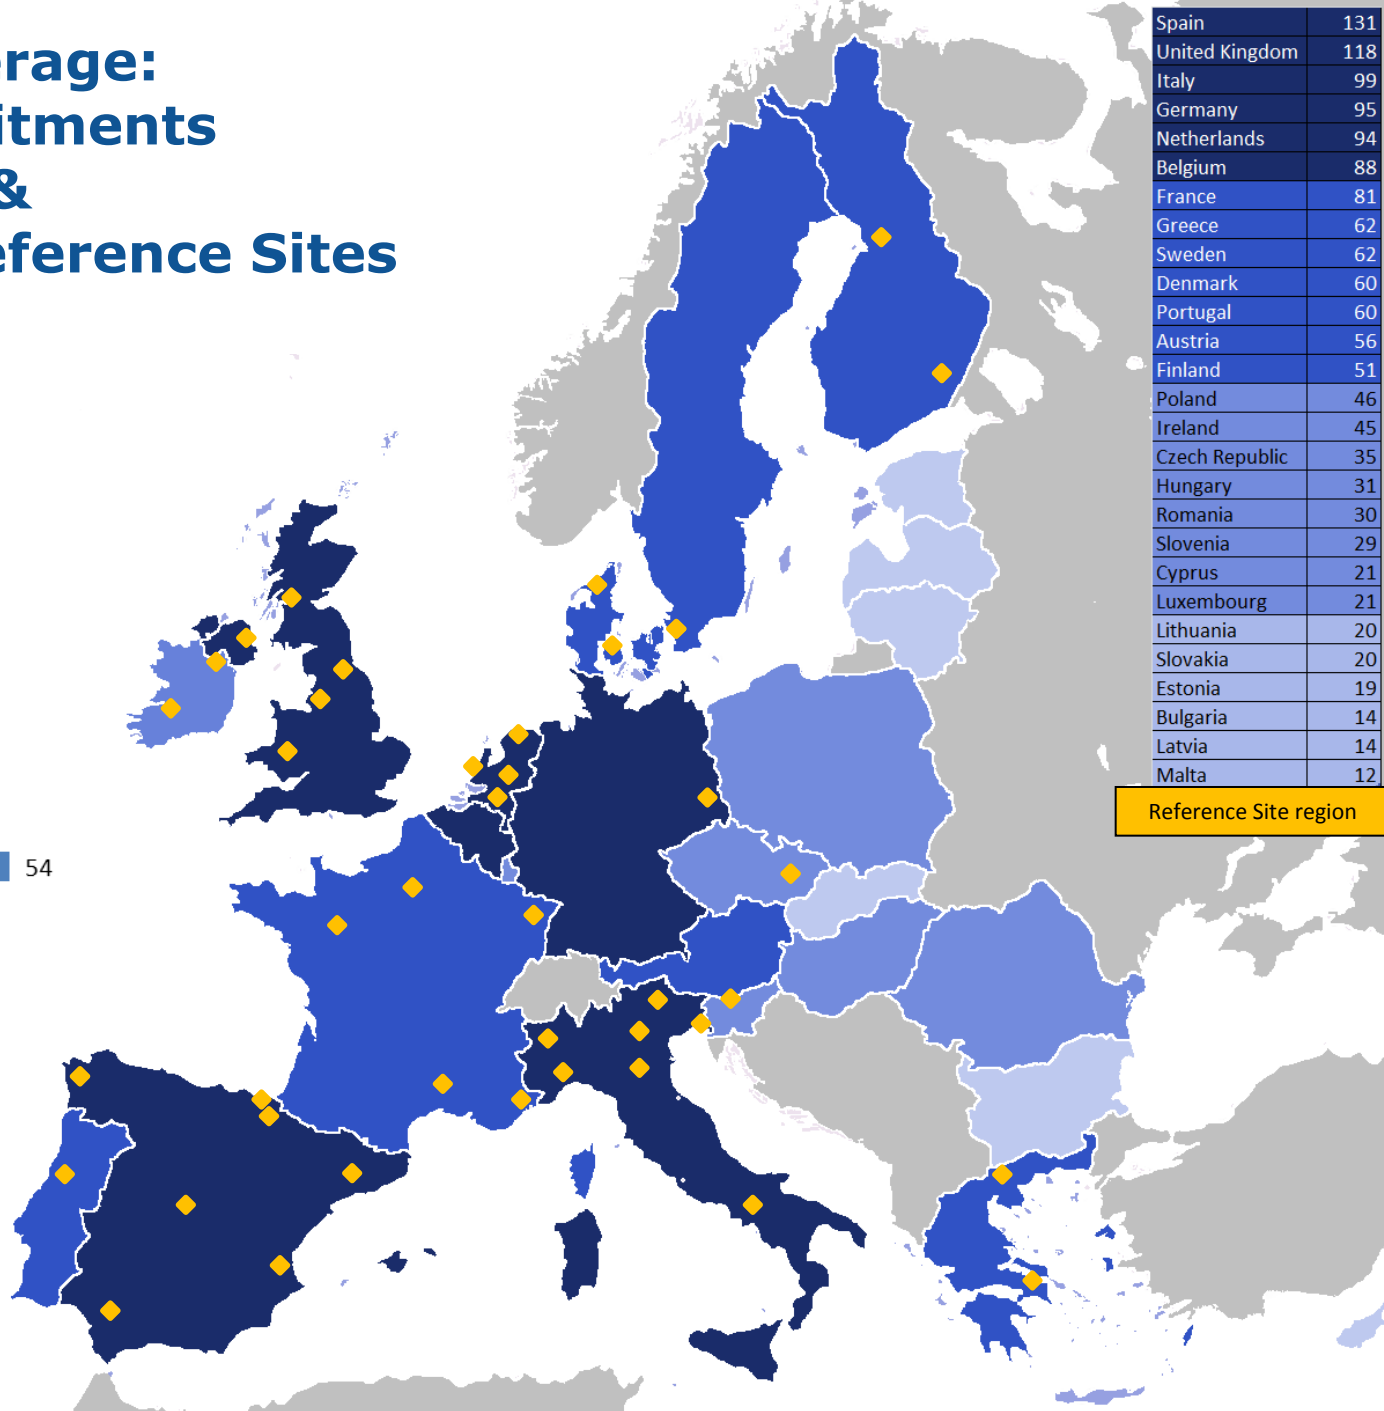 erage:
itments
&
eference Sites
Spain 131
United Kingdom 118
Italy 99
Germany 95
Netherlands 94
Belgium 88
France 81
Greece 62
Sweden 62
Denmark 60
Portugal 60
Austria 56
Finland 51
Poland 46
Ireland 45
Czech Republic 35
Hungary 31
Romania 30
Slovenia 29
Cyprus 21
Luxembourg 21
Lithuania 20
Slovakia 20
Estonia 19
Bulgaria 14
Latvia 14
Malta 12
Reference Site region
54